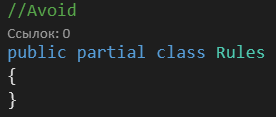 //Avoid
Ссылок: 0
public partial class Rules
{
}